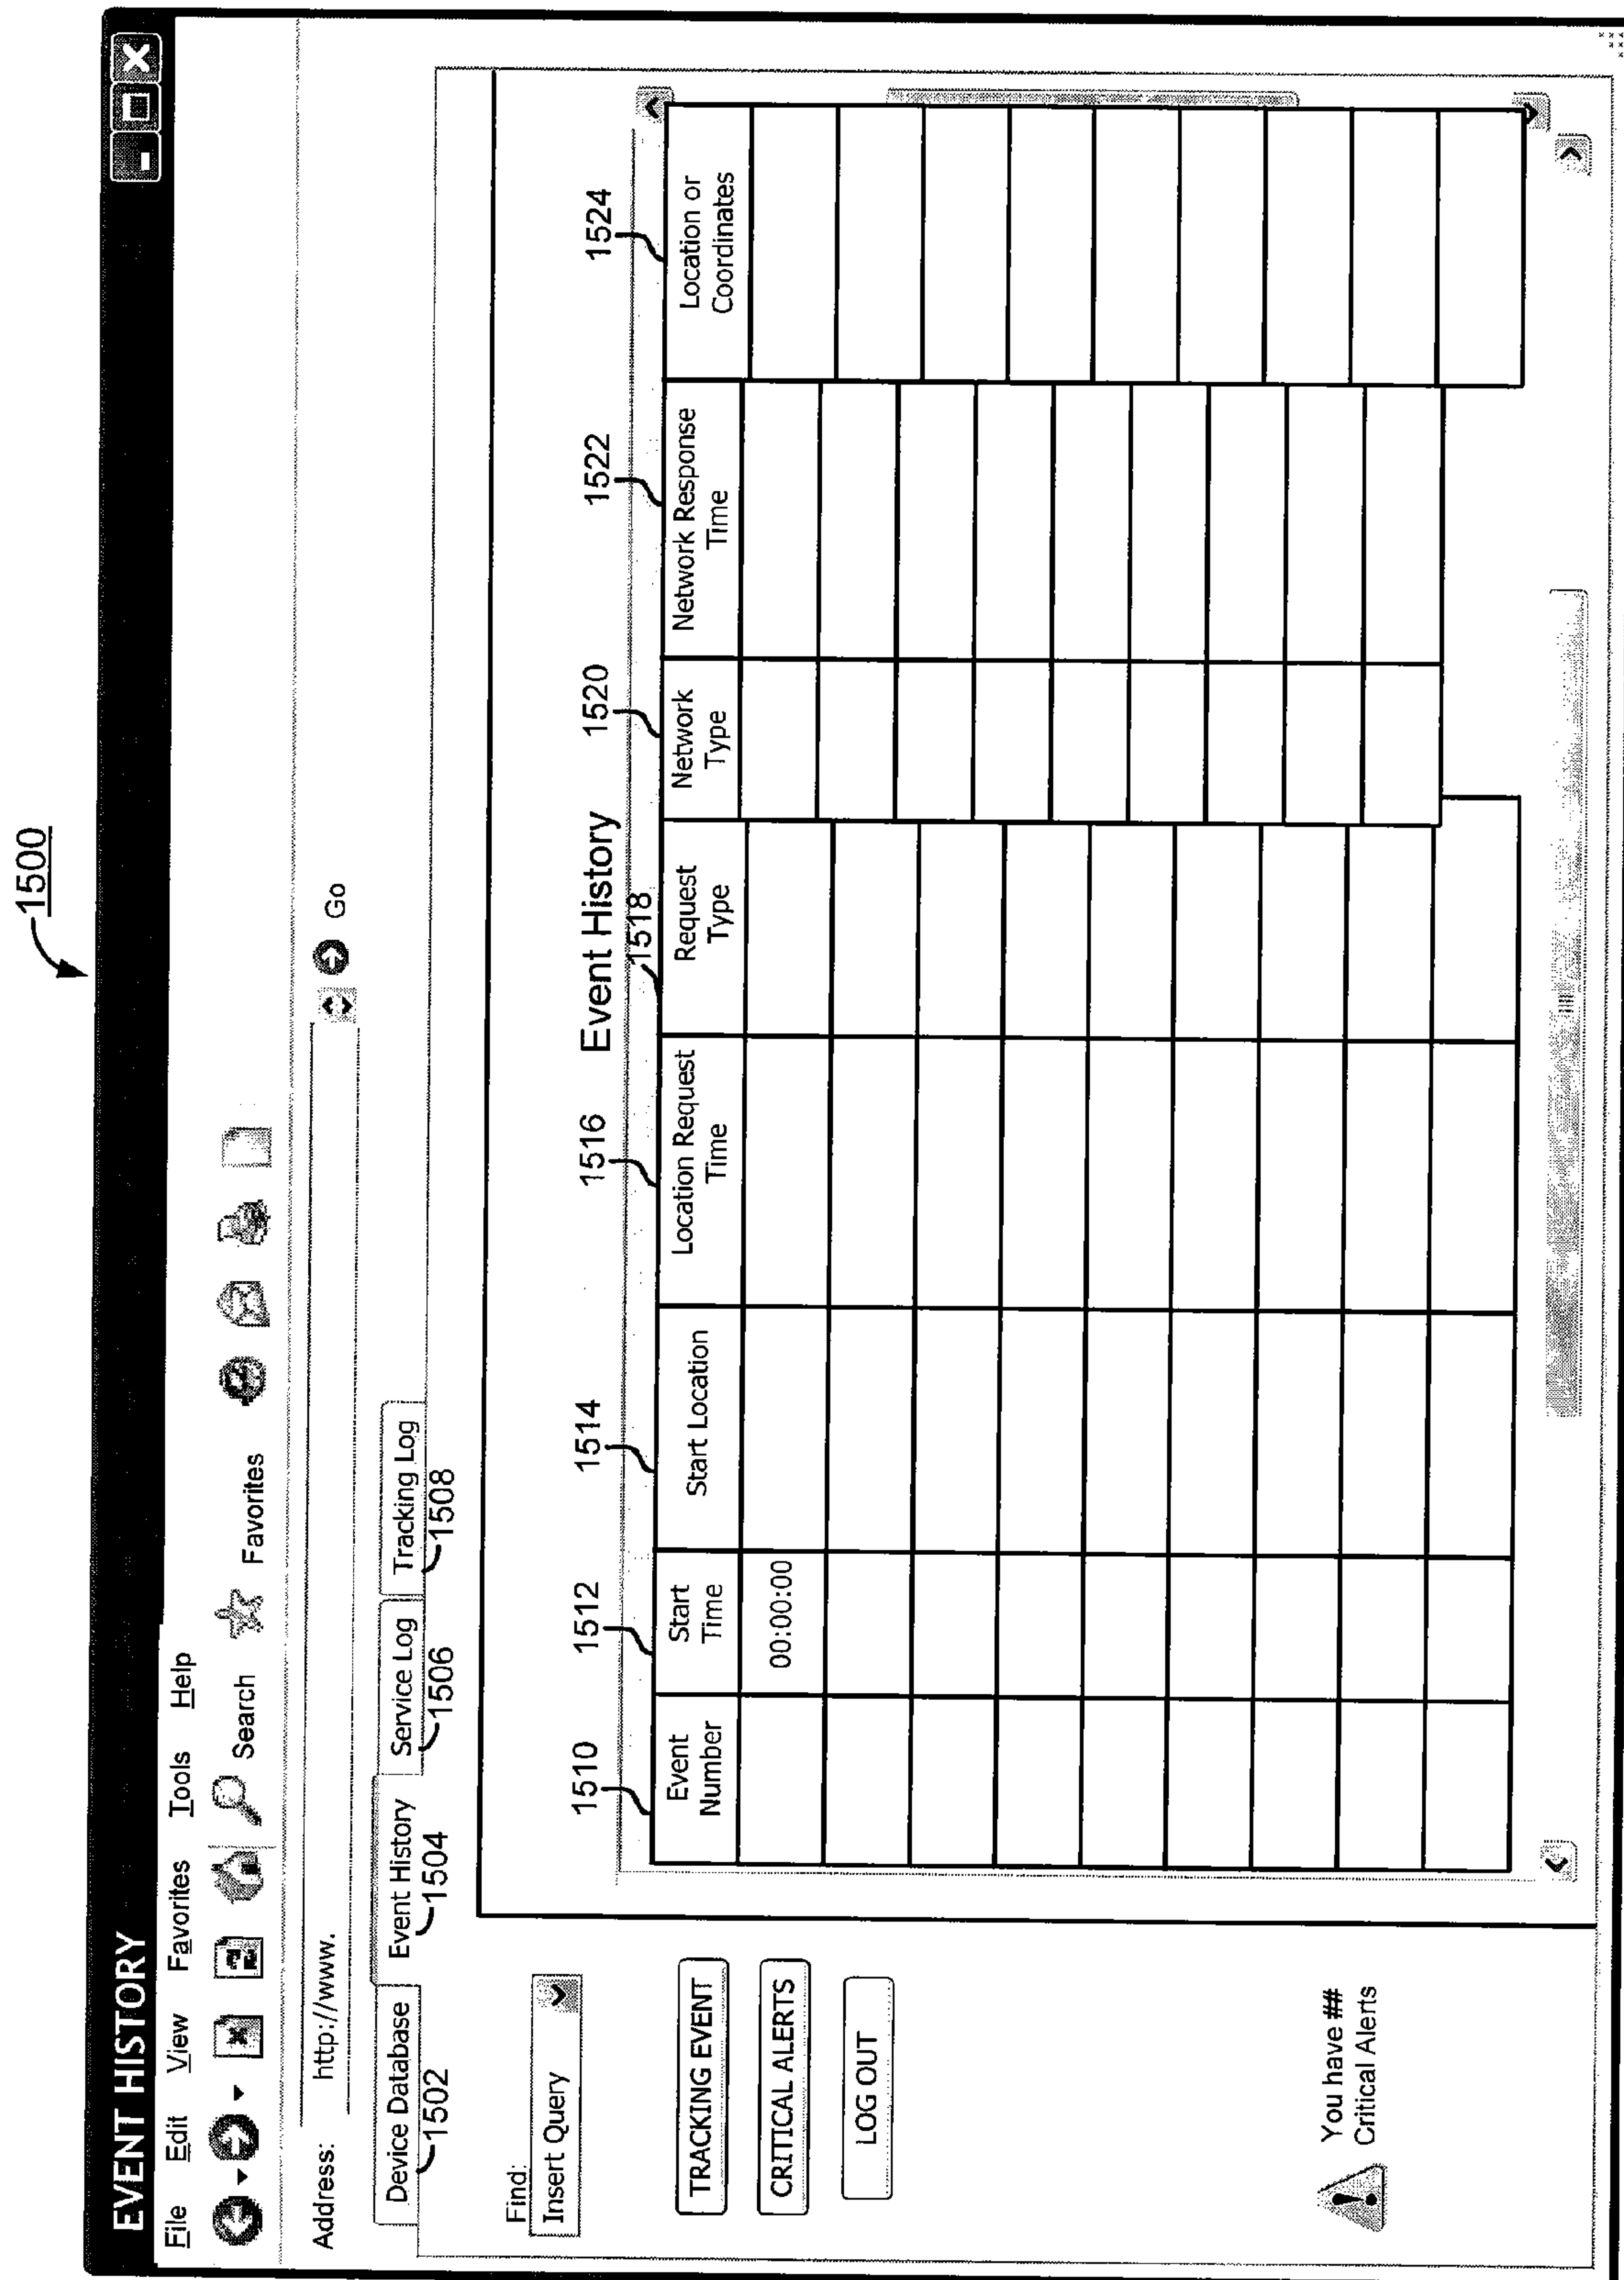 1500
EVENT HISTORY
File Edit View Favorites Tools Help
Search Favorites
Address: http://www. Go
Device Database Event History Service Log Tracking Log
1502 1504 1506 1508
Find:
Insert Query
TRACKING EVENT
CRITICAL ALERTS
LOG OUT
You have ##
Critical Alerts
Event History
1510 1512 1514 1516 1518 1520 1522 1524
Event Number
Start Time
Start Location
Location Request Time
Request Type
Network Type
Network Response Time
Location or Coordinates
00:00:00